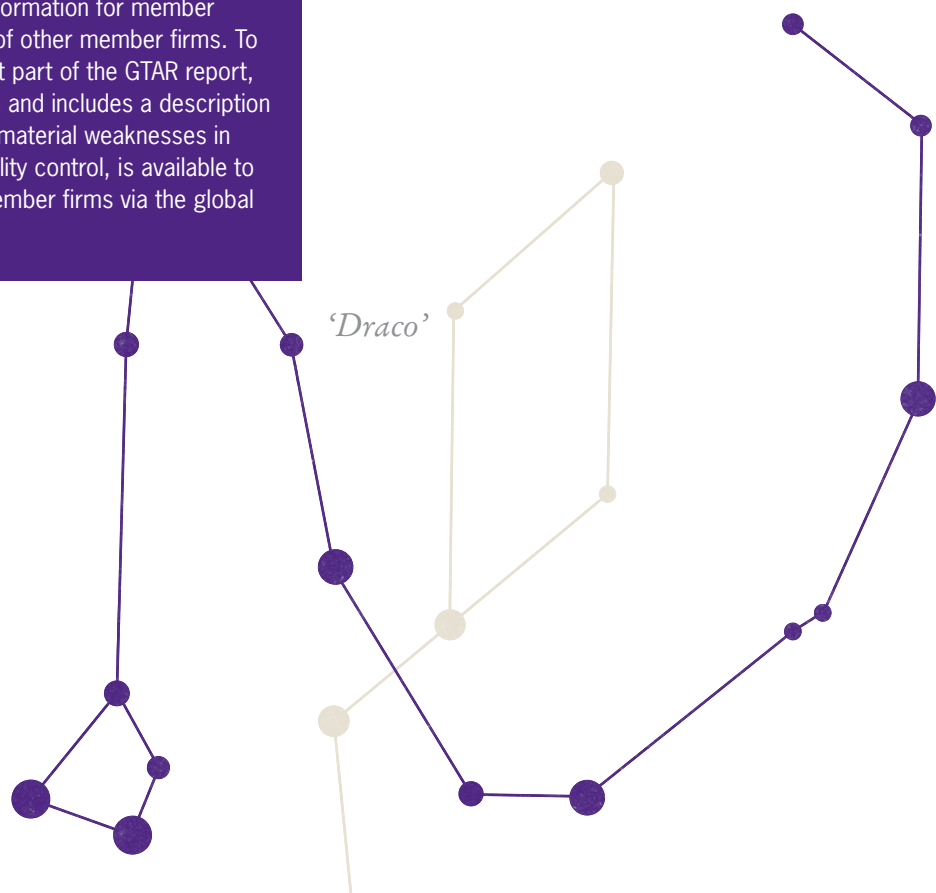 ormation for member
of other member firms. To
t part of the GTAR report,
and includes a description
material weaknesses in
lity control, is available to
ember firms via the global
‘Draco’